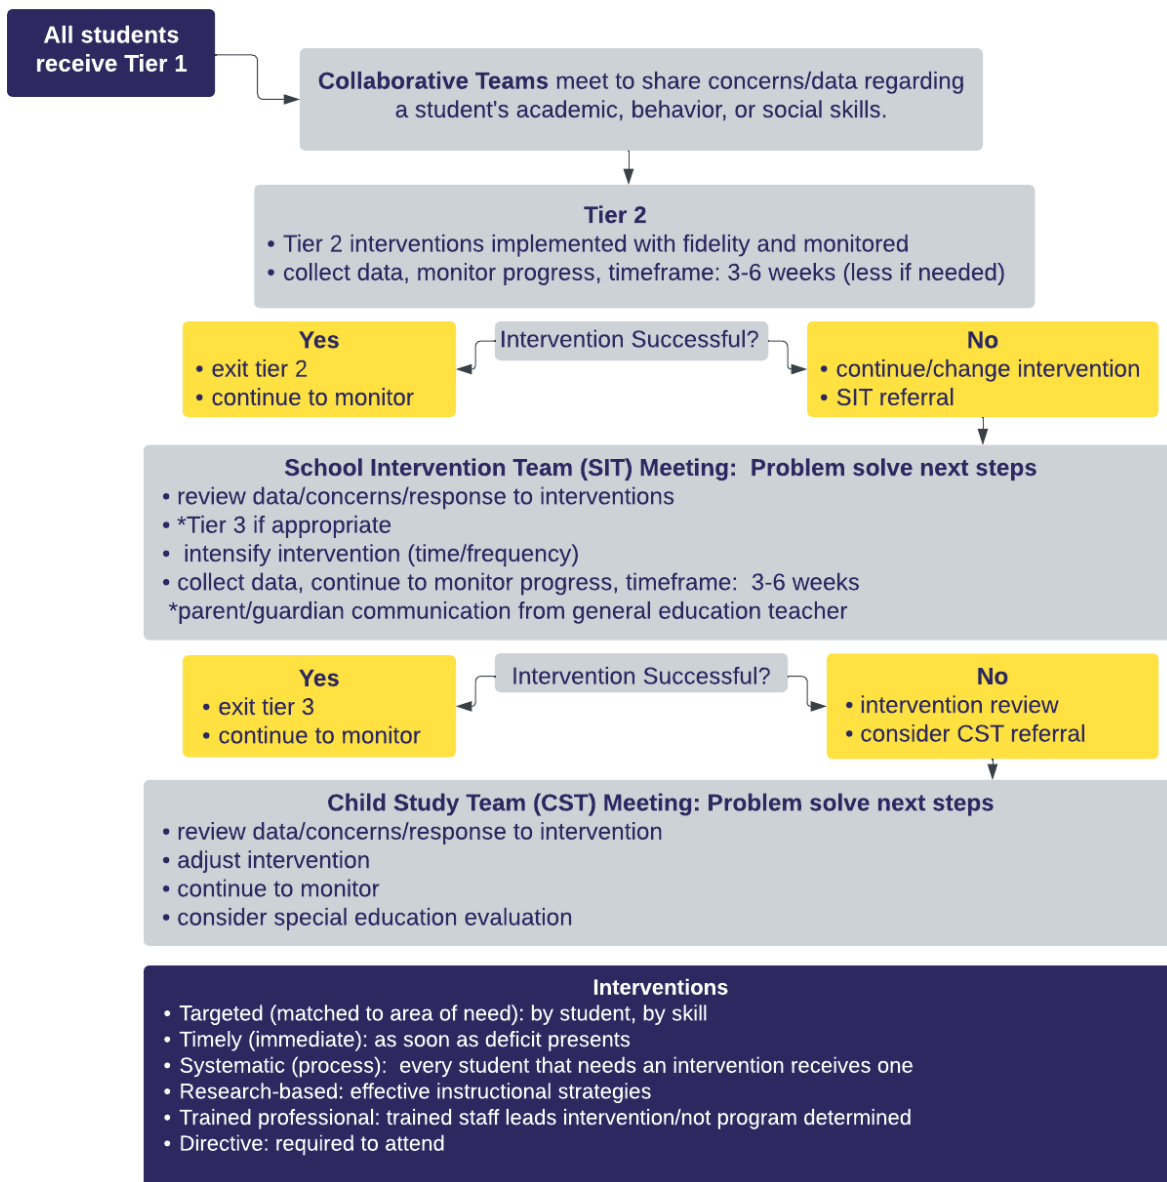 All students
receive Tier 1
Collaborative Teams meet to share concerns/data regarding
a student's academic, behavior, or social skills.
Tier 2
• Tier 2 interventions implemented with fidelity and monitored
• collect data, monitor progress, timeframe: 3-6 weeks (less if needed)
Intervention Successful?
Yes
• exit tier 2
• continue to monitor
No
• continue/change intervention
• SIT referral
School Intervention Team (SIT) Meeting:  Problem solve next steps
• review data/concerns/response to interventions
• *Tier 3 if appropriate
•  intensify intervention (time/frequency)
• collect data, continue to monitor progress, timeframe:  3-6 weeks
*parent/guardian communication from general education teacher
Intervention Successful?
Yes
• exit tier 3
• continue to monitor
No
• intervention review
• consider CST referral
Child Study Team (CST) Meeting: Problem solve next steps
• review data/concerns/response to intervention
• adjust intervention
• continue to monitor
• consider special education evaluation
Interventions
• Targeted (matched to area of need): by student, by skill
• Timely (immediate): as soon as deficit presents
• Systematic (process):  every student that needs an intervention receives one
• Research-based: effective instructional strategies
• Trained professional: trained staff leads intervention/not program determined
• Directive: required to attend